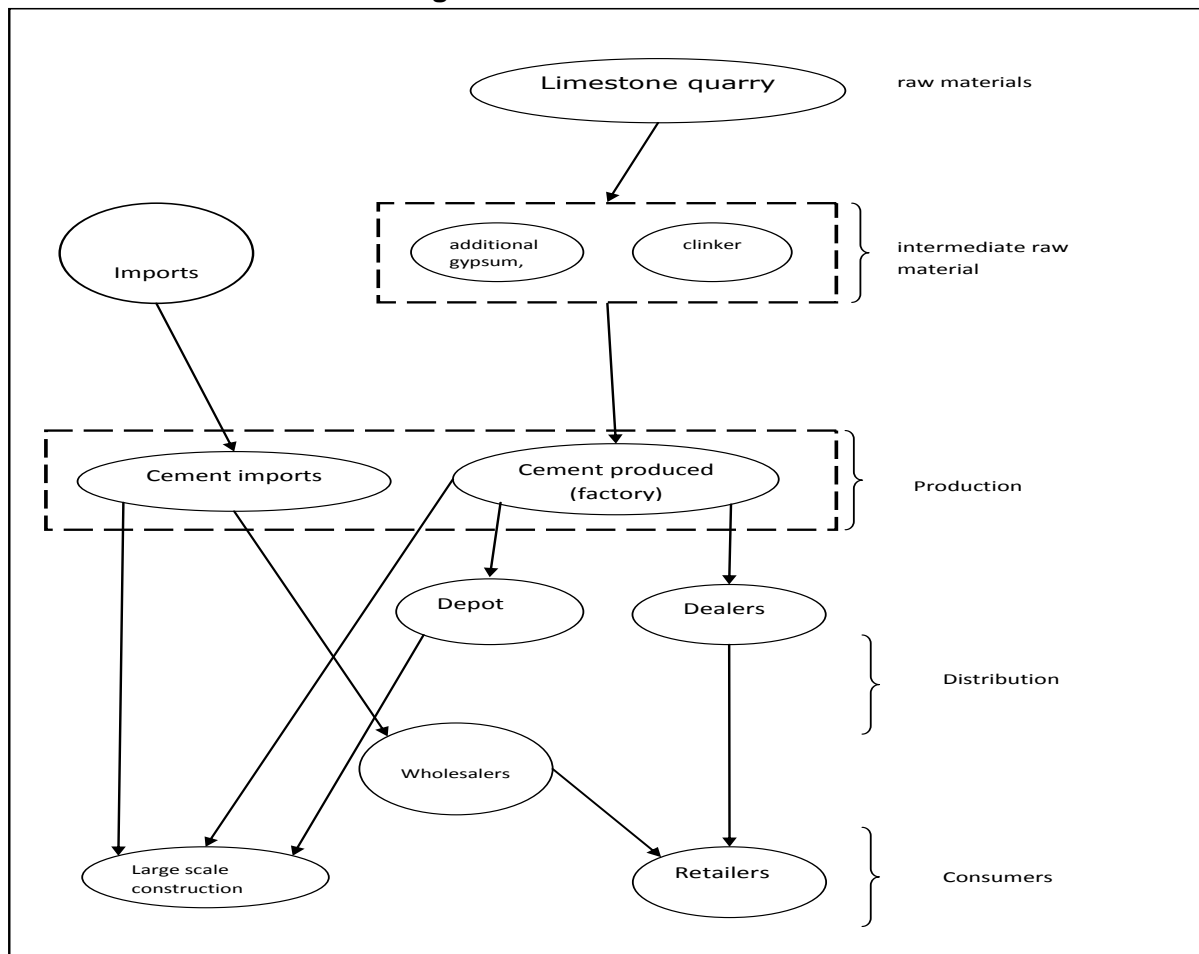 Limestone quarry
raw materials
additional
gypsum,
clinker
intermediate raw
material
Imports
Cement imports
Cement produced
(factory)
Production
Depot
Dealers
Distribution
Wholesalers
Large scale
construction
Retailers
Consumers